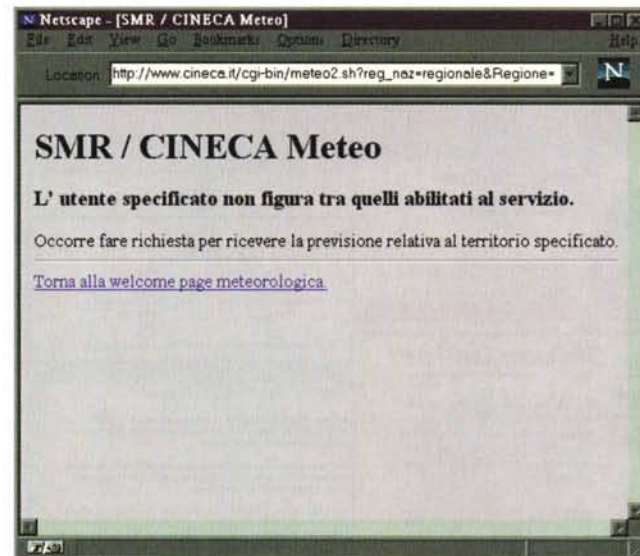 Netscape - [SMR / CINECA Meteo]
File Edit View Go Bookmarks Options Directory Help
Location: http://www.cineca.it/cgi-bin/meteo2.sh?reg_naz=regionale&Regione=
N
SMR / CINECA Meteo
L' utente specificato non figura tra quelli abilitati al servizio.
Occorre fare richiesta per ricevere la previsione relativa al territorio specificato.
Torna alla welcome page meteorologica.